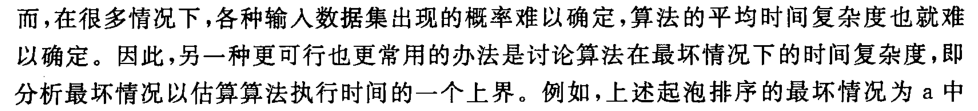 而,在很多情况下,各种输入数据集出现的概率难以确定,算法的平均时间复杂度也就难
以确定。因此,另一种更可行也更常用的办法是讨论算法在最坏情况下的时间复杂度,即
分析最坏情况以估算算法执行时间的一个上界。例如,上述起泡排序的最坏情况为 a 中